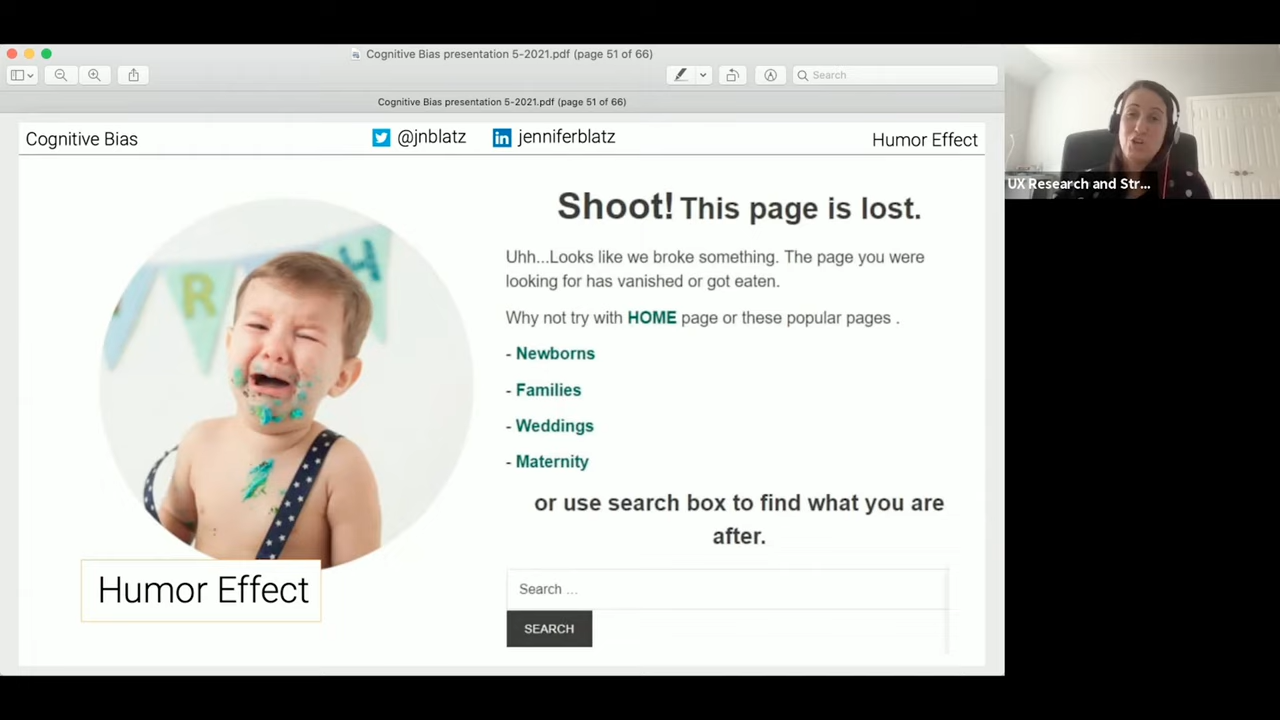 Cognitive Bias presentation 5-2021.pdf (page 51 of 66)
Search
Cognitive Bias presentation 5-2021.pdf (page 51 of 66)
Cognitive Bias
@jnblatz
in jenniferblatz
Humor Effect
UX Research and Str...
R
H
Shoot! This page is lost.
Uhh...Looks like we broke something. The page you were
looking for has vanished or got eaten.
Why not try with HOME page or these popular pages .
- Newborns
- Families
- Weddings
- Maternity
or use search box to find what you are
after.
Search ...
SEARCH
Humor Effect